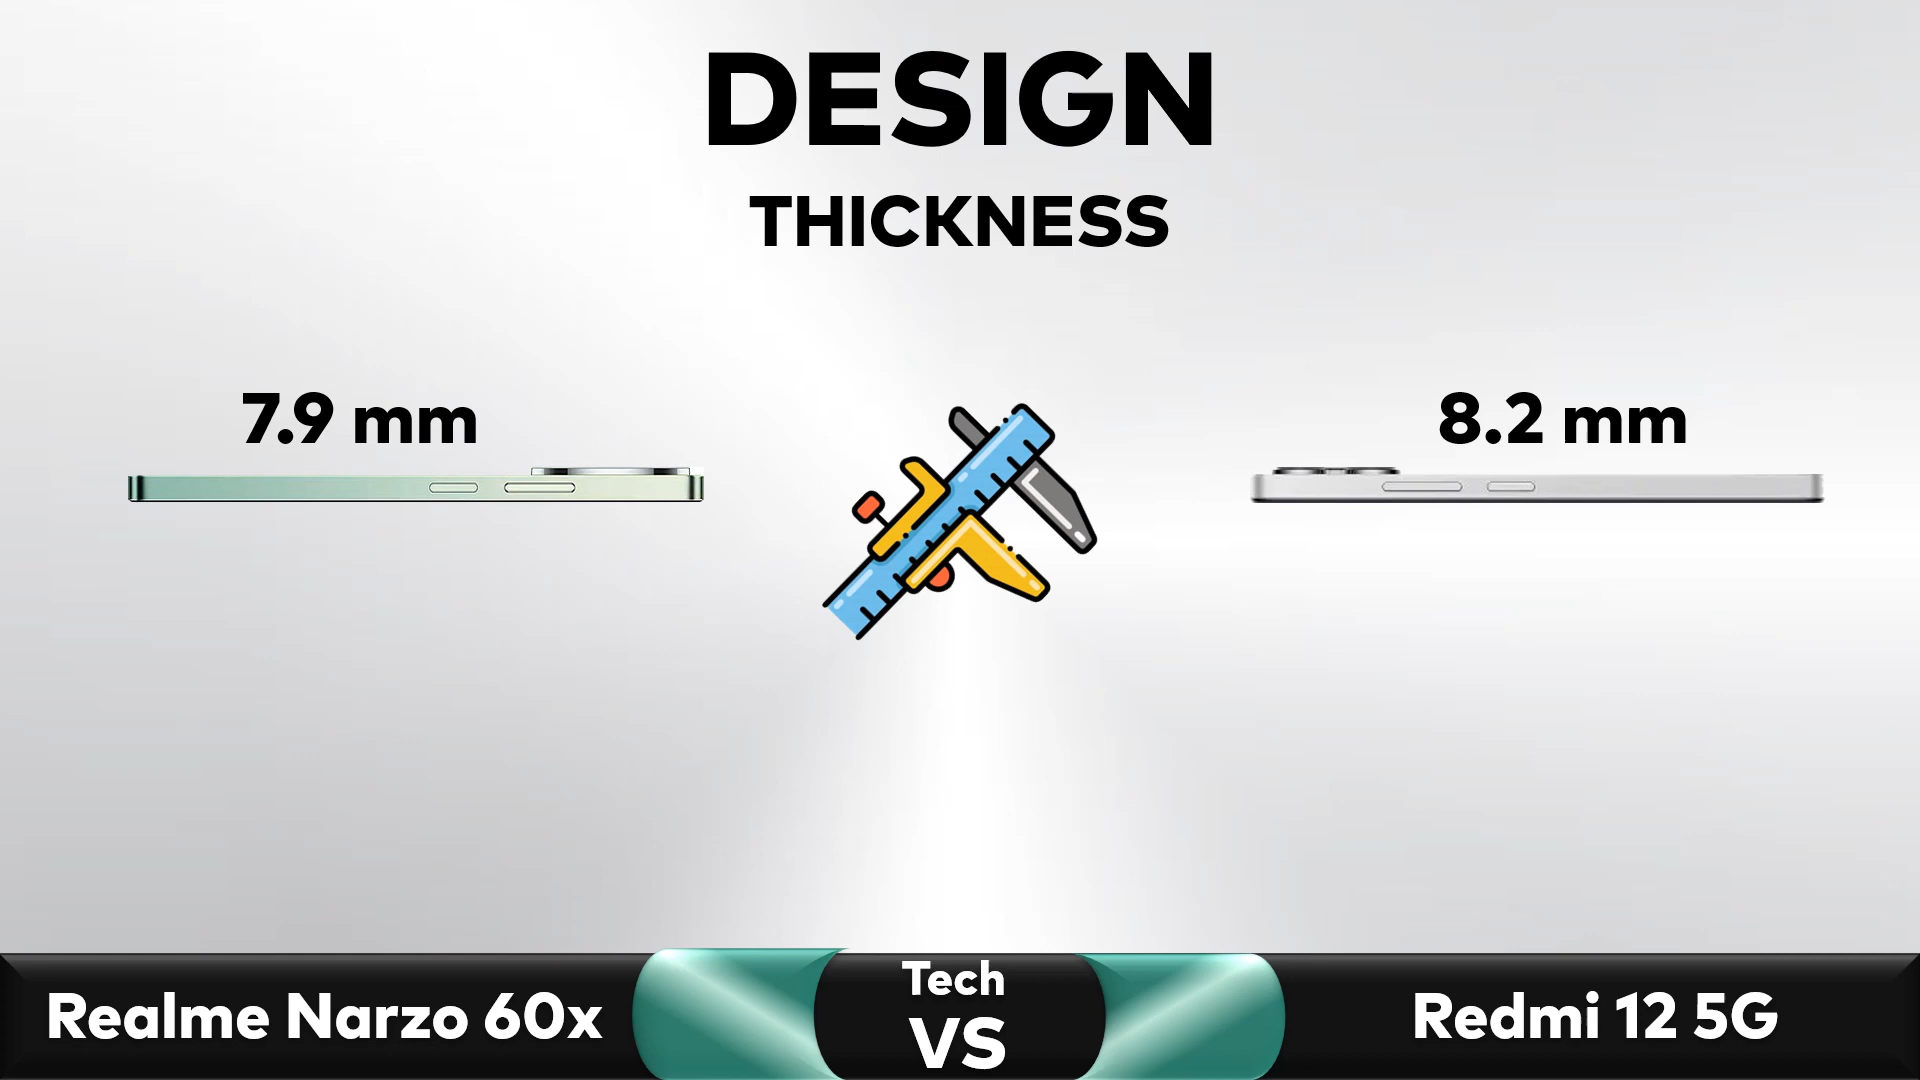 DESIGN
THICKNESS
7.9 mm
8.2 mm
Realme Narzo 60x
Tech
VS
Redmi 12 5G